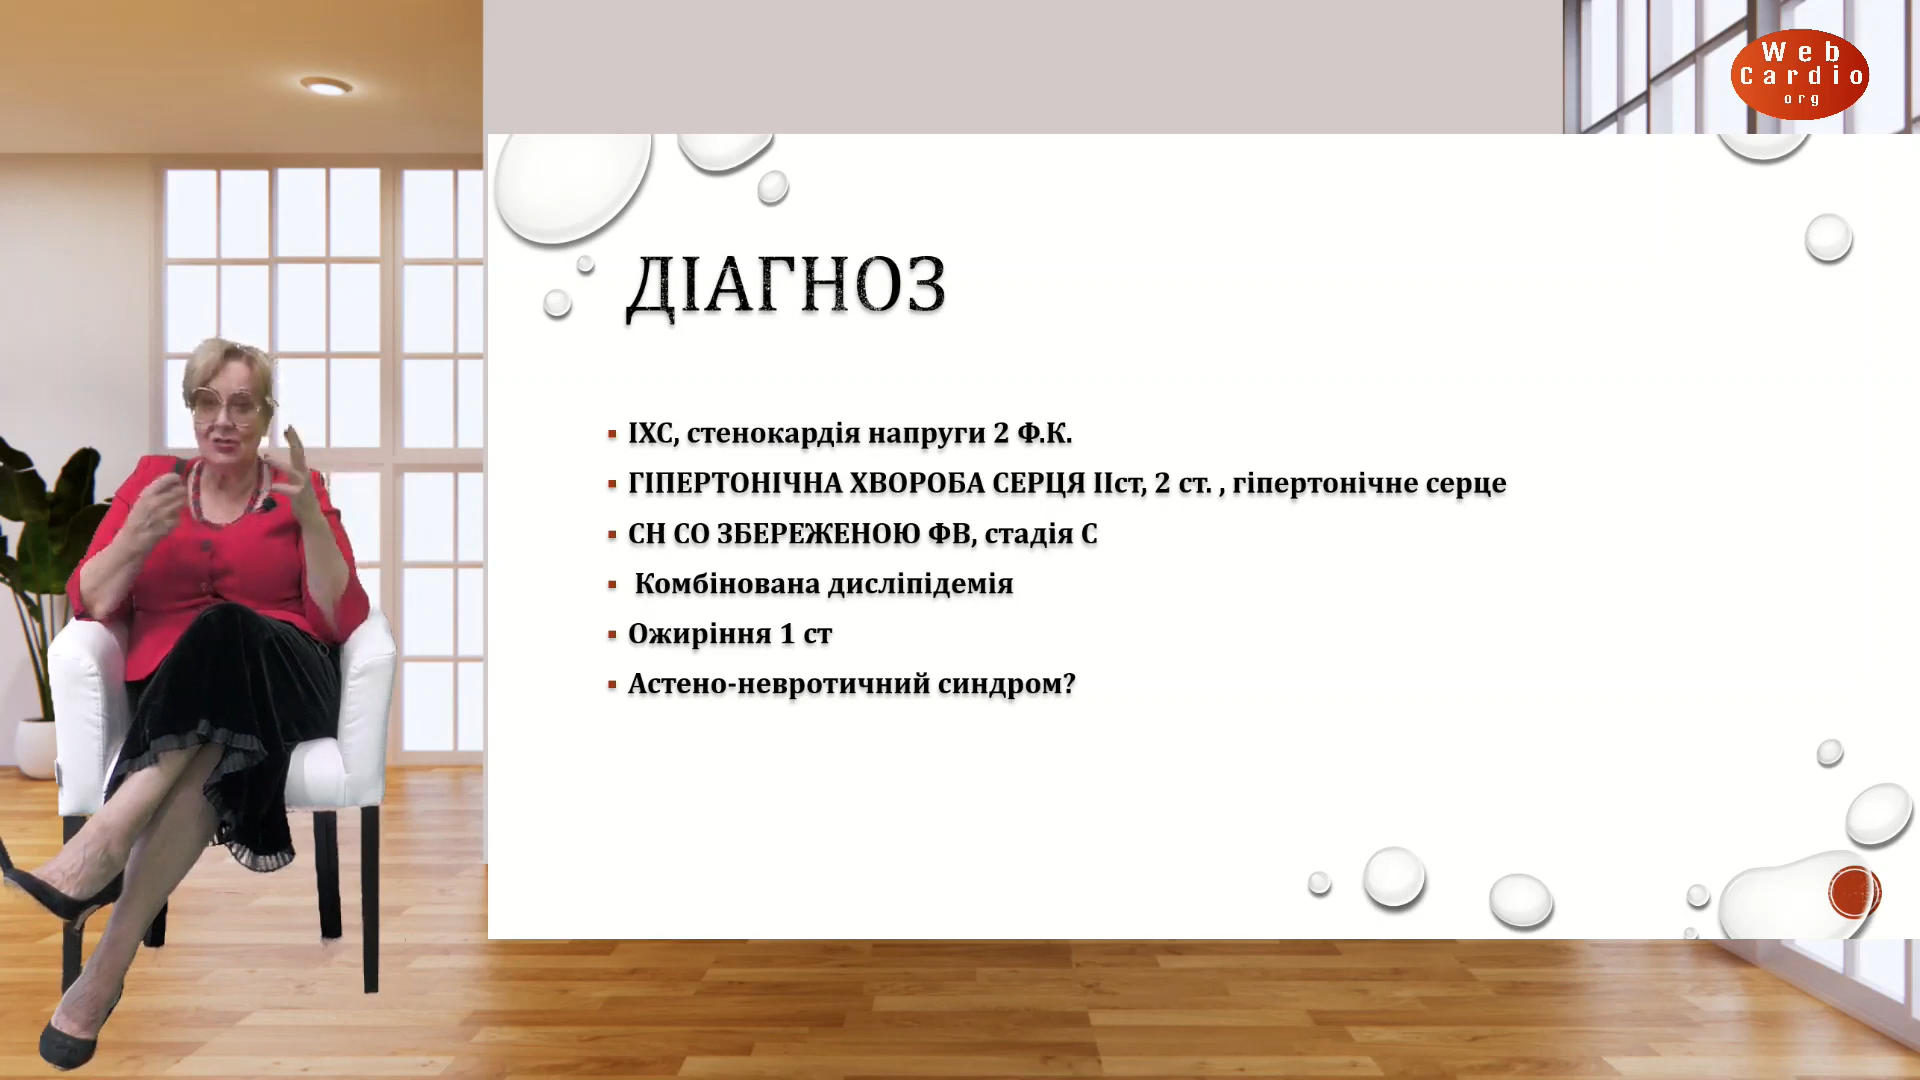 Web
Cardio
org
ДІАГНОЗ
ІХС, стенокардія напруги 2 Ф.К.
ГІПЕРТОНІЧНА ХВОРОБА СЕРЦЯ ІІст, 2 ст. , гіпертонічне серце
СН СО ЗБЕРЕЖЕНОЮ ФВ, стадія С
Комбінована дисліпідемія
Ожиріння 1 ст
Астено-невротичний синдром?